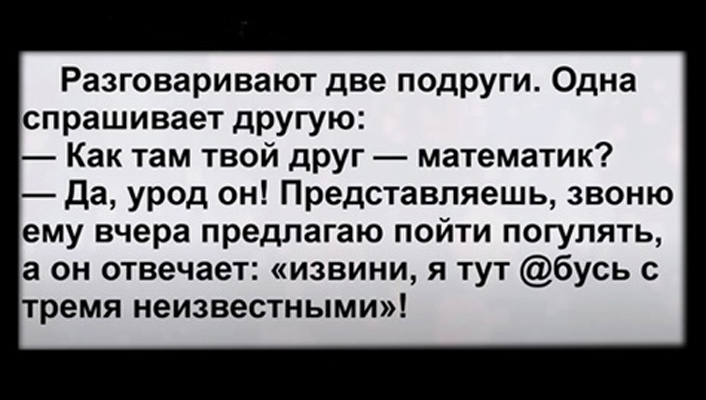 Разговаривают две подруги. Одна
спрашивает другую:
— Как там твой друг — математик?
— Да, урод он! Представляешь, звоню
ему вчера предлагаю пойти погулять,
а он отвечает: «извини, я тут @бусь с
тремя неизвестными»!